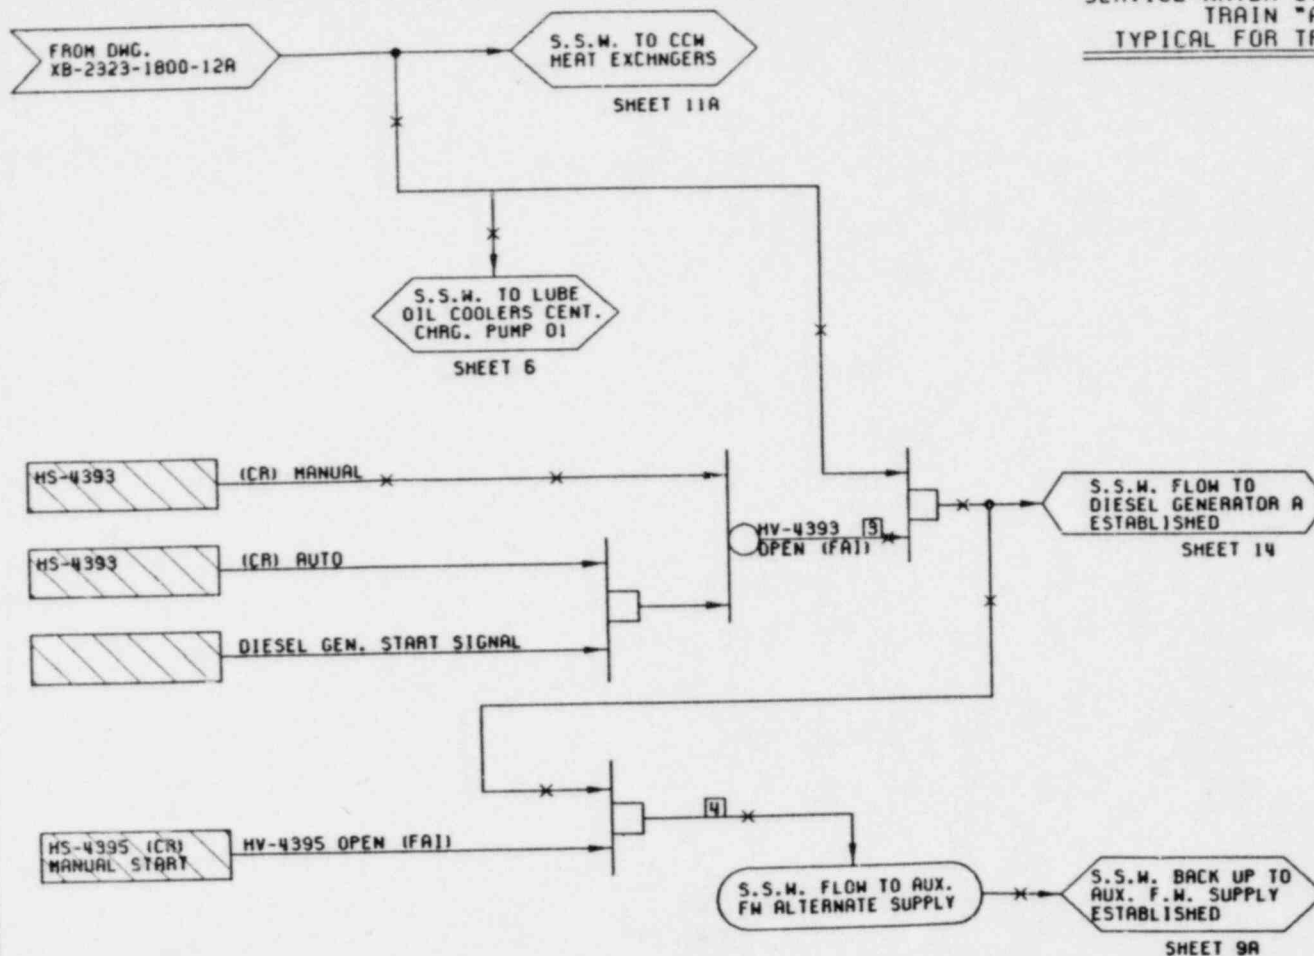 TRAIN "A
TYPICAL FOR
FROM DWG.
XB-2323-1800-12A
S.S.W. TO CCW
HEAT EXCHNGERS
SHEET 11A
S.S.W. TO LUBE
OIL COOLERS CENT.
CHRG. PUMP 01
SHEET 6
HS-4393
(CR) MANUAL
HV-4393 3
OPEN (FAI)
S.S.W. FLOW TO
DIESEL GENERATOR A
ESTABLISHED
SHEET 14
HS-4393
(CR) AUTO
DIESEL GEN. START SIGNAL
4
HS-4395 (CR)
MANUAL START
HV-4395 OPEN (FAI)
S.S.W. FLOW TO AUX.
FW ALTERNATE SUPPLY
S.S.W. BACK UP TO
AUX. F.W. SUPPLY
ESTABLISHED
SHEET 9A